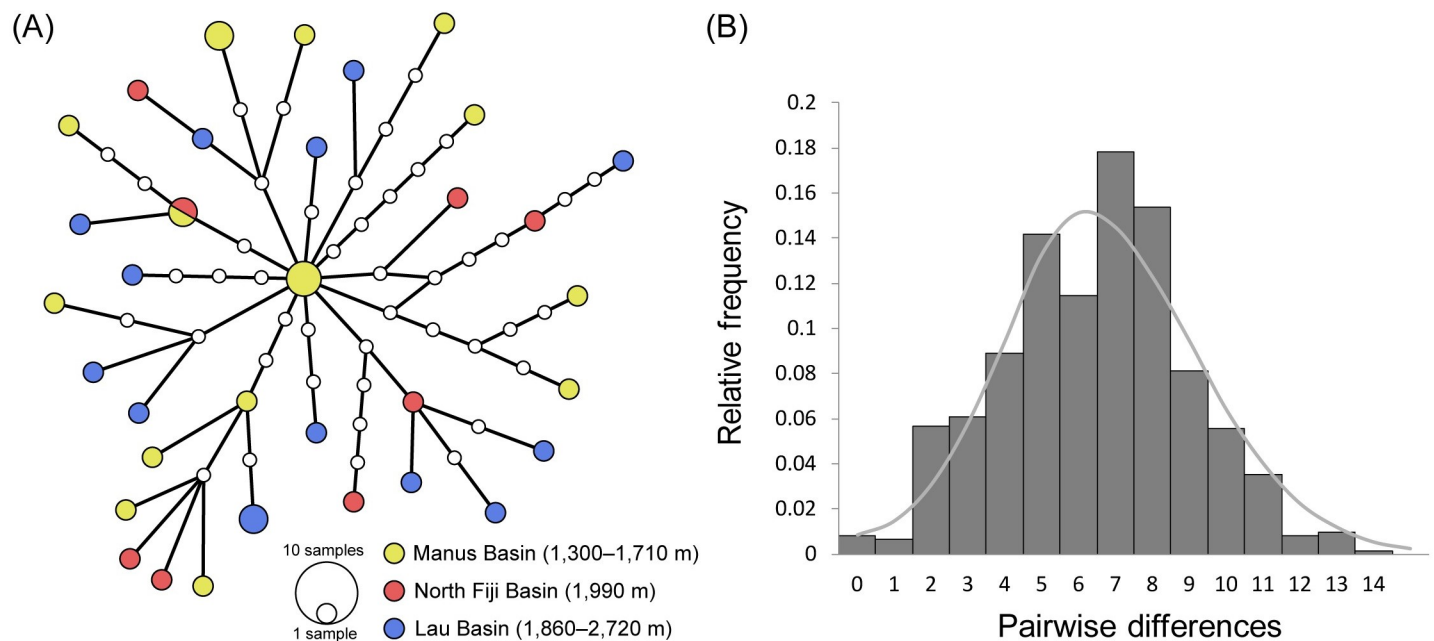 (A)
10 samples
1 sample
Manus Basin (1,300–1,710 m)
North Fiji Basin (1,990 m)
Lau Basin (1,860–2,720 m)
(B)
Relative frequency
0.2
0.18
0.16
0.14
0.12
0.1
0.08
0.06
0.04
0.02
0
0 1 2 3 4 5 6 7 8 9 10 11 12 13 14
Pairwise differences